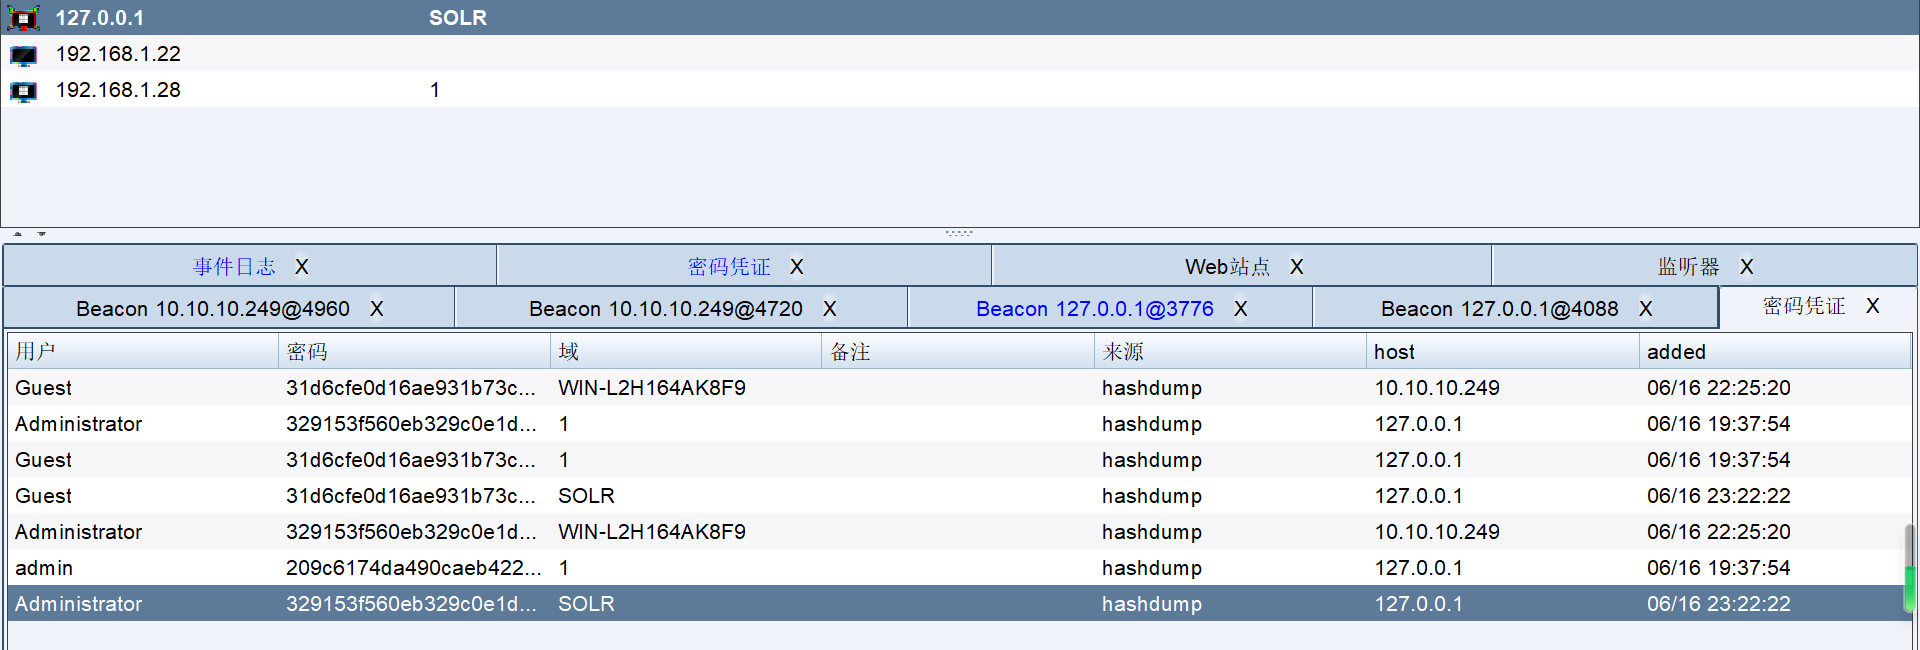 127.0.0.1 SOLR
192.168.1.22
192.168.1.28 1
事件日志 X 密码凭证 X Web站点 X 监听器 X
Beacon 10.10.10.249@4960 X Beacon 10.10.10.249@4720 X Beacon 127.0.0.1@3776 X Beacon 127.0.0.1@4088 X 密码凭证 X
用户 密码 域 备注 来源 host added
Guest 31d6cfe0d16ae931b73c... WIN-L2H164AK8F9 hashdump 10.10.10.249 06/16 22:25:20
Administrator 329153f560eb329c0e1d... 1 hashdump 127.0.0.1 06/16 19:37:54
Guest 31d6cfe0d16ae931b73c... 1 hashdump 127.0.0.1 06/16 19:37:54
Guest 31d6cfe0d16ae931b73c... SOLR hashdump 127.0.0.1 06/16 23:22:22
Administrator 329153f560eb329c0e1d... WIN-L2H164AK8F9 hashdump 10.10.10.249 06/16 22:25:20
admin 209c6174da490caeb422... 1 hashdump 127.0.0.1 06/16 19:37:54
Administrator 329153f560eb329c0e1d... SOLR hashdump 127.0.0.1 06/16 23:22:22